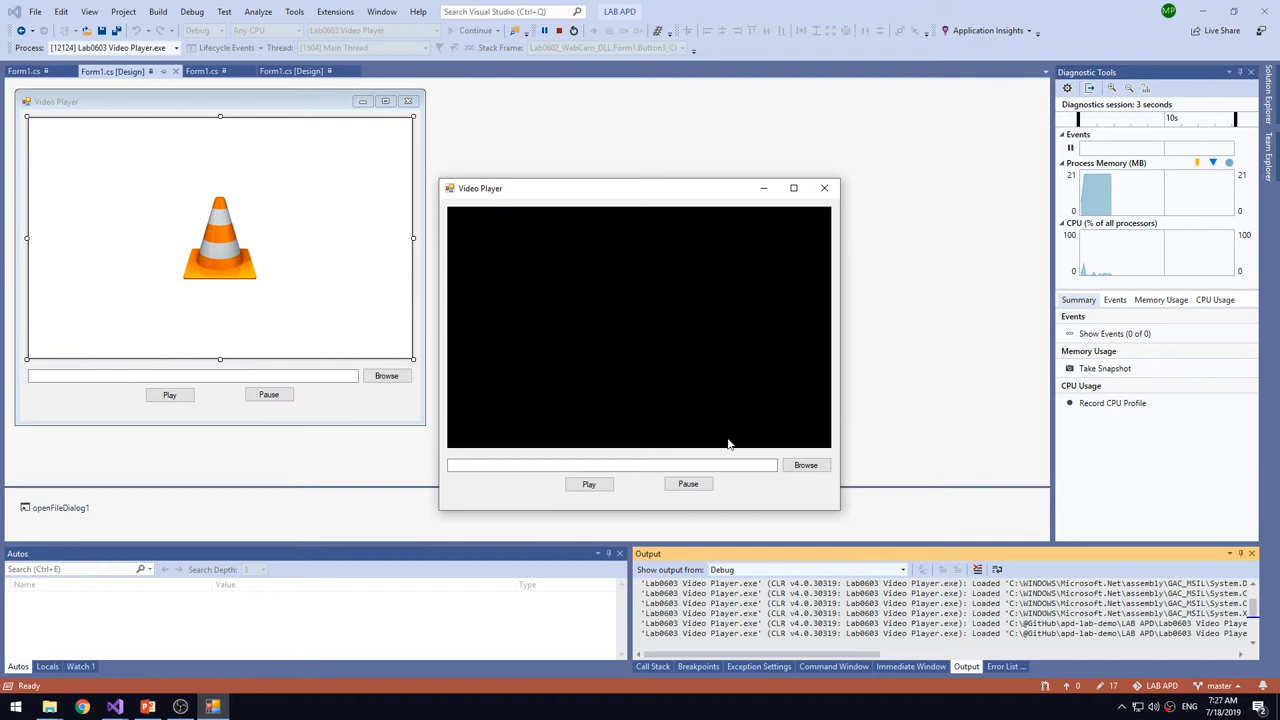 File Edit View Project Build Debug Test Analyze Tools Extensions Window Help Search Visual Studio (Ctrl+Q) LAB APD MP
Debug Any CPU Continue Application Insights Live Share
Process: [12124] Lab0603 Video Player.exe Lifecycle Events Thread: [1504] Main Thread Stack Frame: Lab0602_WebCam_DLL.Form1.Button3_Cl
Form1.cs Form1.cs [Design] Form1.cs Form1.cs [Design]
Diagnostic Tools
Solution Explorer
Team Explorer
Video Player
Browse
Play Pause
Video Player
Browse
Play Pause
openFileDialog1
Diagnostics session: 3 seconds
10s
Events
Process Memory (MB)
21 21
0 0
CPU (% of all processors)
100 100
0 0
Summary Events Memory Usage CPU Usage
Events
Show Events (0 of 0)
Memory Usage
Take Snapshot
CPU Usage
Record CPU Profile
Autos
Search (Ctrl+E) Search Depth: 3
Name Value Type
Autos Locals Watch 1
Output
Show output from: Debug
'Lab0603 Video Player.exe' (CLR v4.0.30319: Lab0603 Video Player.exe): Loaded 'C:\WINDOWS\Microsoft.Net\assembly\GAC_MSIL\System.D
'Lab0603 Video Player.exe' (CLR v4.0.30319: Lab0603 Video Player.exe): Loaded 'C:\WINDOWS\Microsoft.Net\assembly\GAC_MSIL\System.C
'Lab0603 Video Player.exe' (CLR v4.0.30319: Lab0603 Video Player.exe): Loaded 'C:\WINDOWS\Microsoft.Net\assembly\GAC_MSIL\System.C
'Lab0603 Video Player.exe' (CLR v4.0.30319: Lab0603 Video Player.exe): Loaded 'C:\WINDOWS\Microsoft.Net\assembly\GAC_MSIL\System.X
'Lab0603 Video Player.exe' (CLR v4.0.30319: Lab0603 Video Player.exe): Loaded 'C:\@GitHub\apd-lab-demo\LAB APD\Lab0603 Video Playe
'Lab0603 Video Player.exe' (CLR v4.0.30319: Lab0603 Video Player.exe): Loaded 'C:\@GitHub\apd-lab-demo\LAB APD\Lab0603 Video Playe
Call Stack Breakpoints Exception Settings Command Window Immediate Window Output Error List ...
Ready 0 17 LAB APD master
ENG 7:27 AM
7/18/2019 2